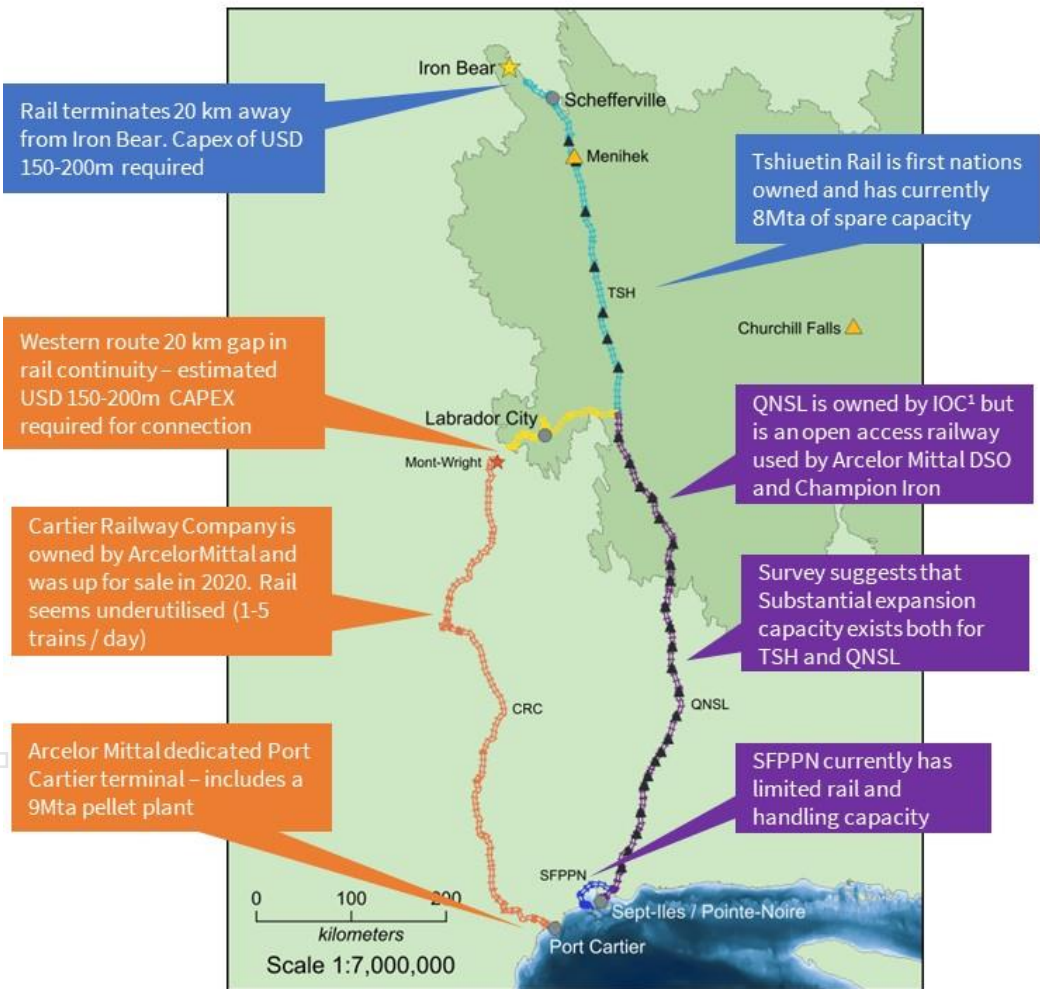 Iron Bear
Schefferville
Rail terminates 20 km away
from Iron Bear. Capex of USD
150-200m required
Menihek
Tshiuetin Rail is first nations
owned and has currently
8Mta of spare capacity
TSH
Churchill Falls
Western route 20 km gap in
rail continuity – estimated
USD 150-200m CAPEX
required for connection
Labrador City
Mont-Wright
QNSL is owned by IOC¹ but
is an open access railway
used by Arcelor Mittal DSO
and Champion Iron
Cartier Railway Company is
owned by ArcelorMittal and
was up for sale in 2020. Rail
seems underutilised (1-5
trains / day)
Survey suggests that
Substantial expansion
capacity exists both for
TSH and QNSL
CRC
QNSL
Arcelor Mittal dedicated Port
Cartier terminal – includes a
9Mta pellet plant
SFPPN currently has
limited rail and
handling capacity
SFPPN
Sept-Iles / Pointe-Noire
Port Cartier
0 100 200
kilometers
Scale 1:7,000,000